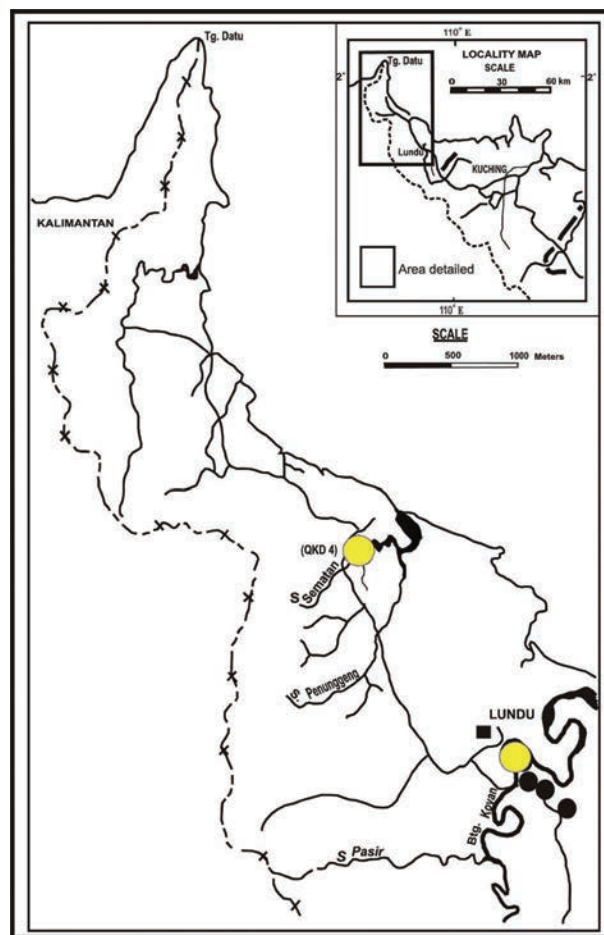 Tg. Datu
KALIMANTAN
110° E
LOCALITY MAP
SCALE
0 30 60 km
2°
2°
Tg. Datu
Lundu
KUCHING
Area detailed
110° E
SCALE
0 500 1000 Meters
(QKD 4)
S Sematan
S. Penunggeng
LUNDU
Btg. Kayan
S Pasir